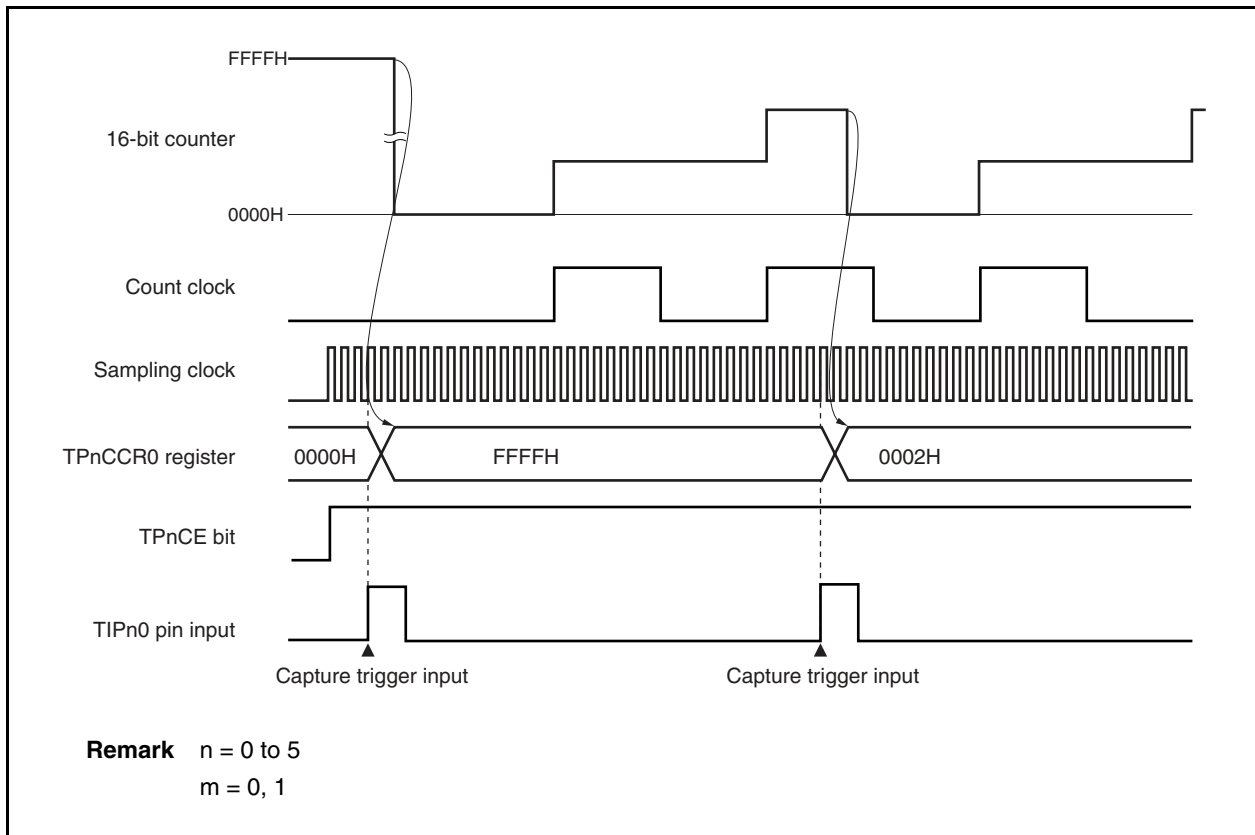 FFFFH
16-bit counter
0000H
Count clock
Sampling clock
TPnCCR0 register
0000H
FFFFH
0002H
TPnCE bit
TIPn0 pin input
Capture trigger input
Capture trigger input
Remark n = 0 to 5
m = 0, 1